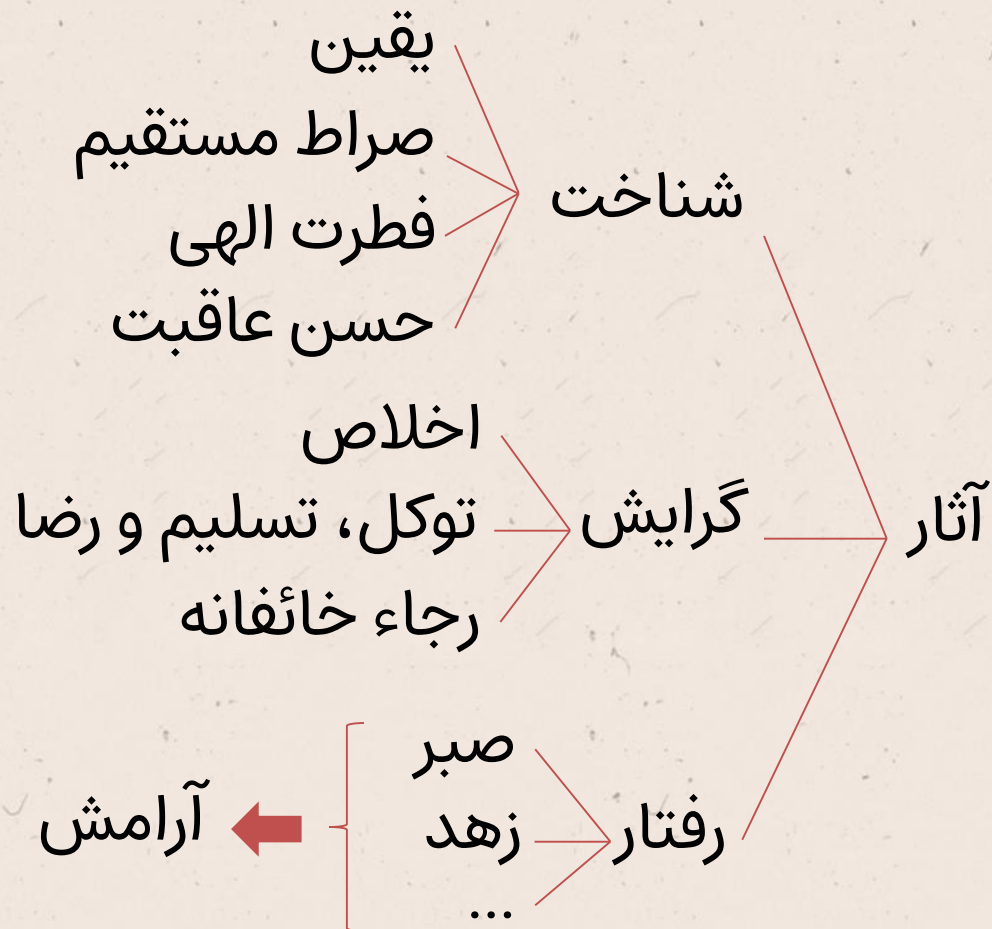 آثار
شناخت
یقین
صراط مستقیم
فطرت الهی
حسن عاقبت
گرایش
اخلاص
توکل، تسلیم و رضا
رجاء خائفانه
رفتار
صبر
زهد
...
آرامش